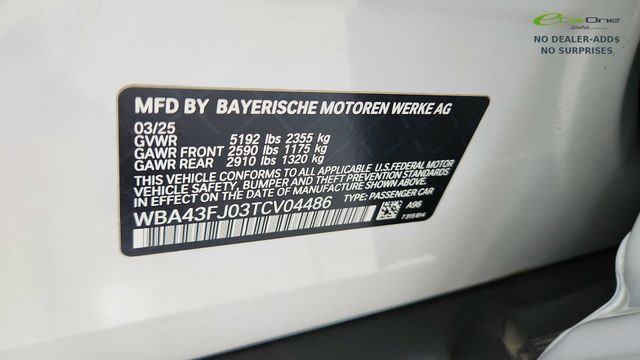 eCarOne
NO DEALER-ADD$
NO SURPRISES.
MFD BY BAYERISCHE MOTOREN WERKE AG
03/25
GVWR 5192 lbs 2355 kg
GAWR FRONT 2590 lbs 1175 kg
GAWR REAR 2910 lbs 1320 kg
THIS VEHICLE CONFORMS TO ALL APPLICABLE U.S.FEDERAL MOTOR
VEHICLE SAFETY, BUMPER, AND THEFT PREVENTION STANDARDS
IN EFFECT ON THE DATE OF MANUFACTURE SHOWN ABOVE.
WBA43FJ03TCV04486 TYPE: PASSENGER CAR
A96